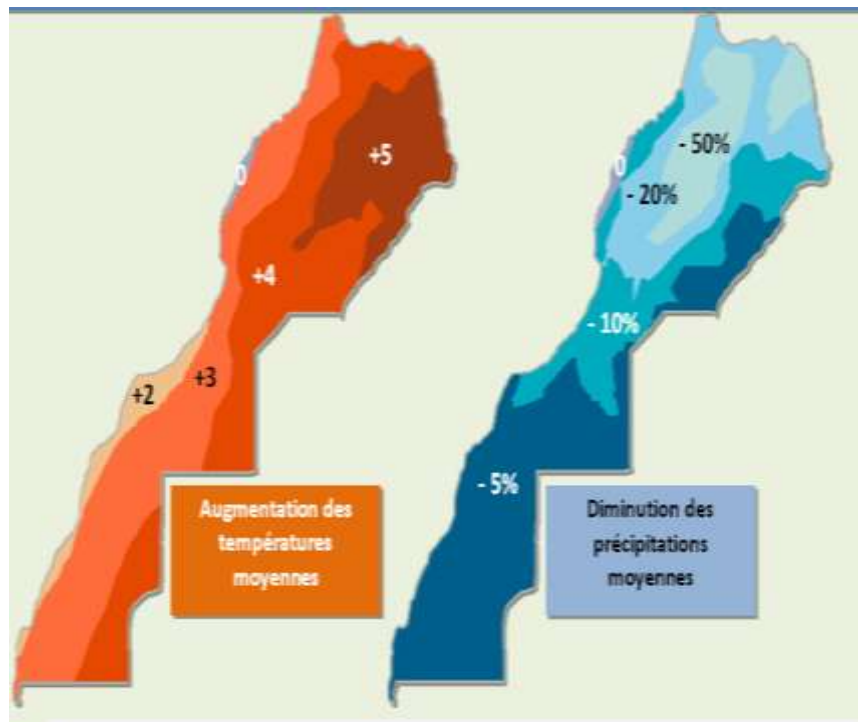 0
+5
+4
+3
+2
Augmentation des
températures
moyennes
0
- 50%
- 20%
- 10%
- 5%
Diminution des
précipitations
moyennes